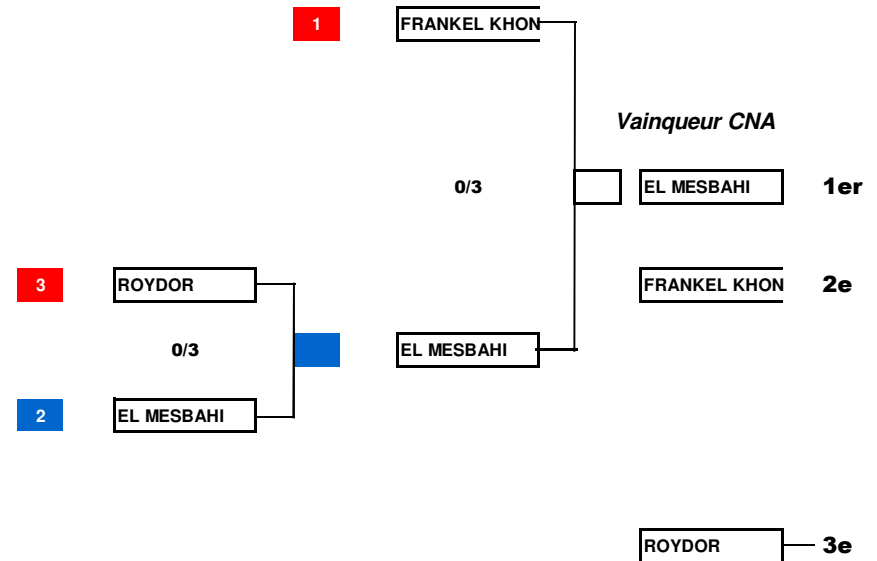 1 FRANKEL KHON
Vainqueur CNA
0/3 EL MESBAHI 1er
3 ROYDOR FRANKEL KHON 2e
0/3 EL MESBAHI
2 EL MESBAHI
ROYDOR 3e